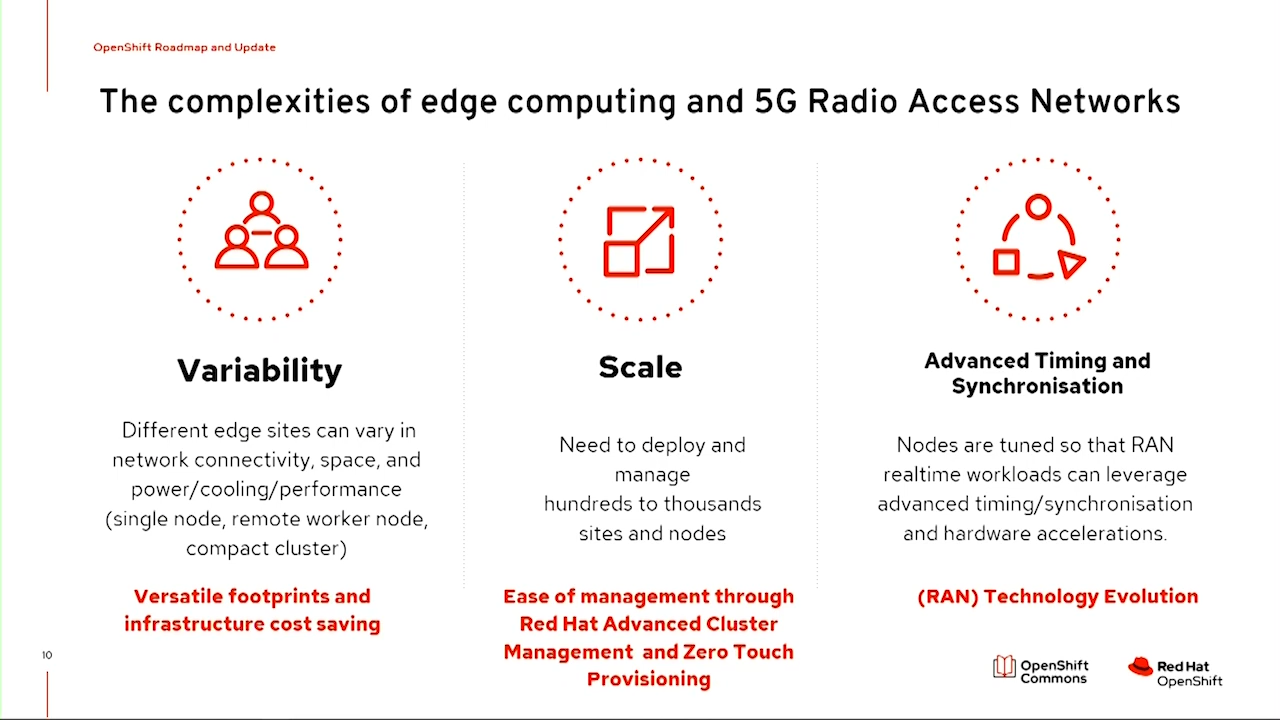 OpenShift Roadmap and Update
The complexities of edge computing and 5G Radio Access Networks
Variability
Different edge sites can vary in
network connectivity, space, and
power/cooling/performance
(single node, remote worker node,
compact cluster)
Versatile footprints and
infrastructure cost saving
Scale
Need to deploy and
manage
hundreds to thousands
sites and nodes
Ease of management through
Red Hat Advanced Cluster
Management and Zero Touch
Provisioning
Advanced Timing and
Synchronisation
Nodes are tuned so that RAN
realtime workloads can leverage
advanced timing/synchronisation
and hardware accelerations.
(RAN) Technology Evolution
10
OpenShift
Commons
Red Hat
OpenShift